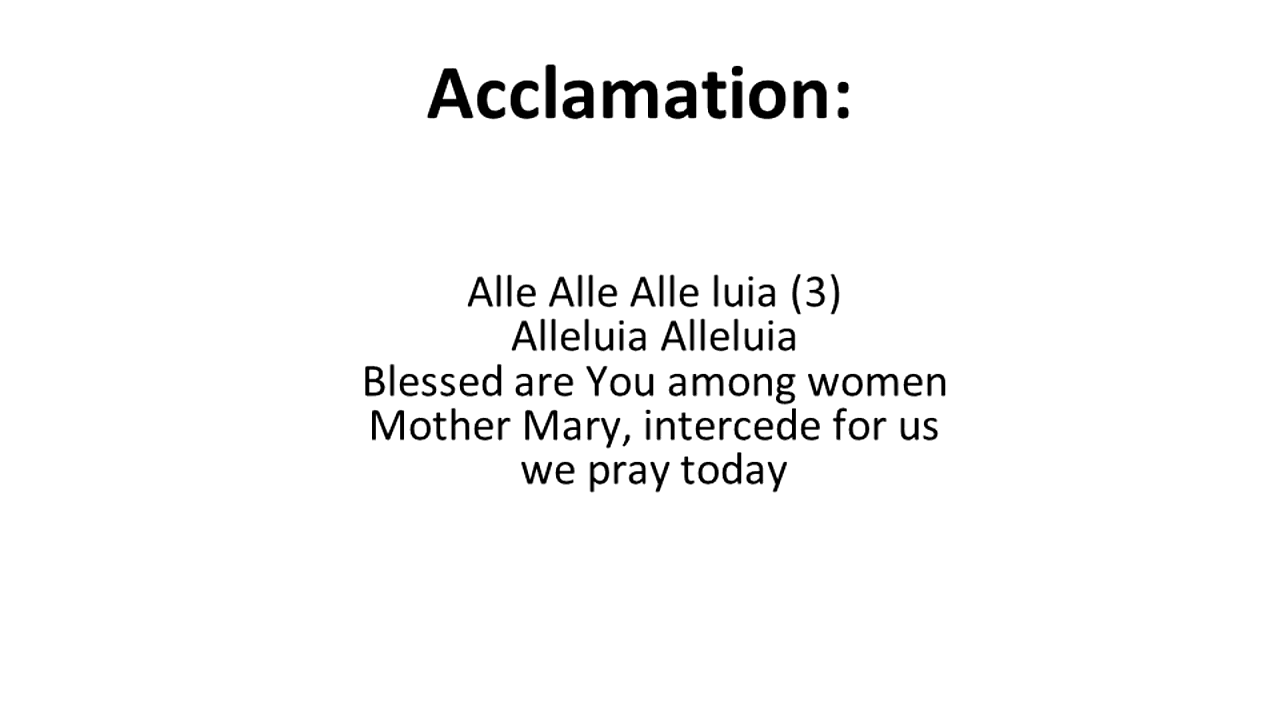 Acclamation:
Alle Alle Alle luia (3)
Alleluia Alleluia
Blessed are You among women
Mother Mary, intercede for us
we pray today